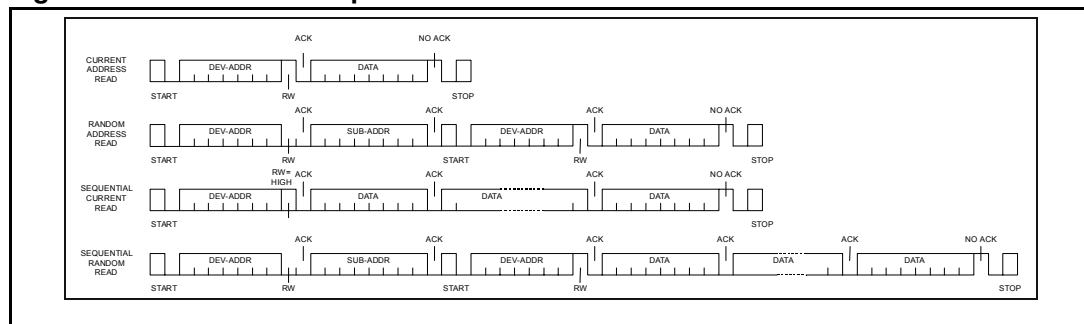 ACK NO ACK
CURRENT
ADDRESS
READ
DEV-ADDR DATA
START RW STOP
ACK ACK ACK NO ACK
RANDOM
ADDRESS
READ
DEV-ADDR SUB-ADDR DEV-ADDR DATA
START RW START RW STOP
RW=
HIGH
ACK ACK ACK NO ACK
SEQUENTIAL
CURRENT
READ
DEV-ADDR DATA DATA DATA
START STOP
ACK ACK ACK ACK ACK NO ACK
SEQUENTIAL
RANDOM
READ
DEV-ADDR SUB-ADDR DEV-ADDR DATA DATA DATA
START RW START RW STOP